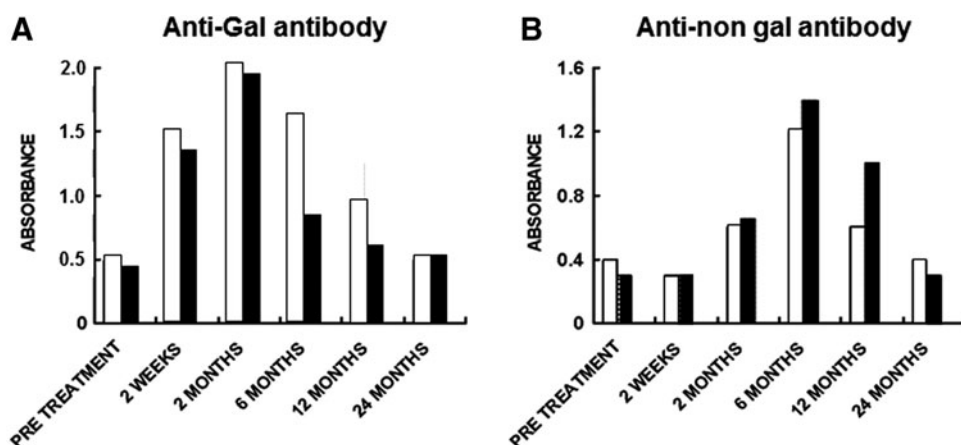 A
Anti-Gal antibody
ABSORBANCE
2.0
1.5
1.0
0.5
0
PRE TREATMENT
2 WEEKS
2 MONTHS
6 MONTHS
12 MONTHS
24 MONTHS
B
Anti-non gal antibody
ABSORBANCE
1.6
1.2
0.8
0.4
0
PRE TREATMENT
2 WEEKS
2 MONTHS
6 MONTHS
12 MONTHS
24 MONTHS